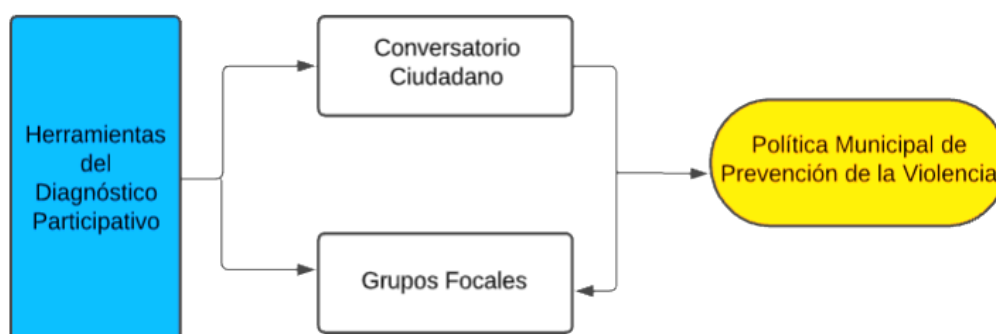 Herramientas
del
Diagnóstico
Participativo
Conversatorio
Ciudadano
Grupos Focales
Política Municipal de
Prevención de la Violencia